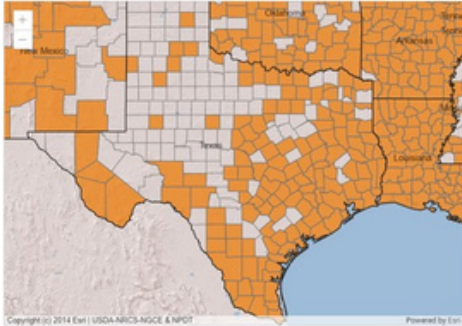 +
Oklahoma
−
Arkansas
New Mexico
Texas
Louisiana
Copyright:(c) 2014 Esri | USDA-NRCS-NGCE & NPDT
Powered by Esri